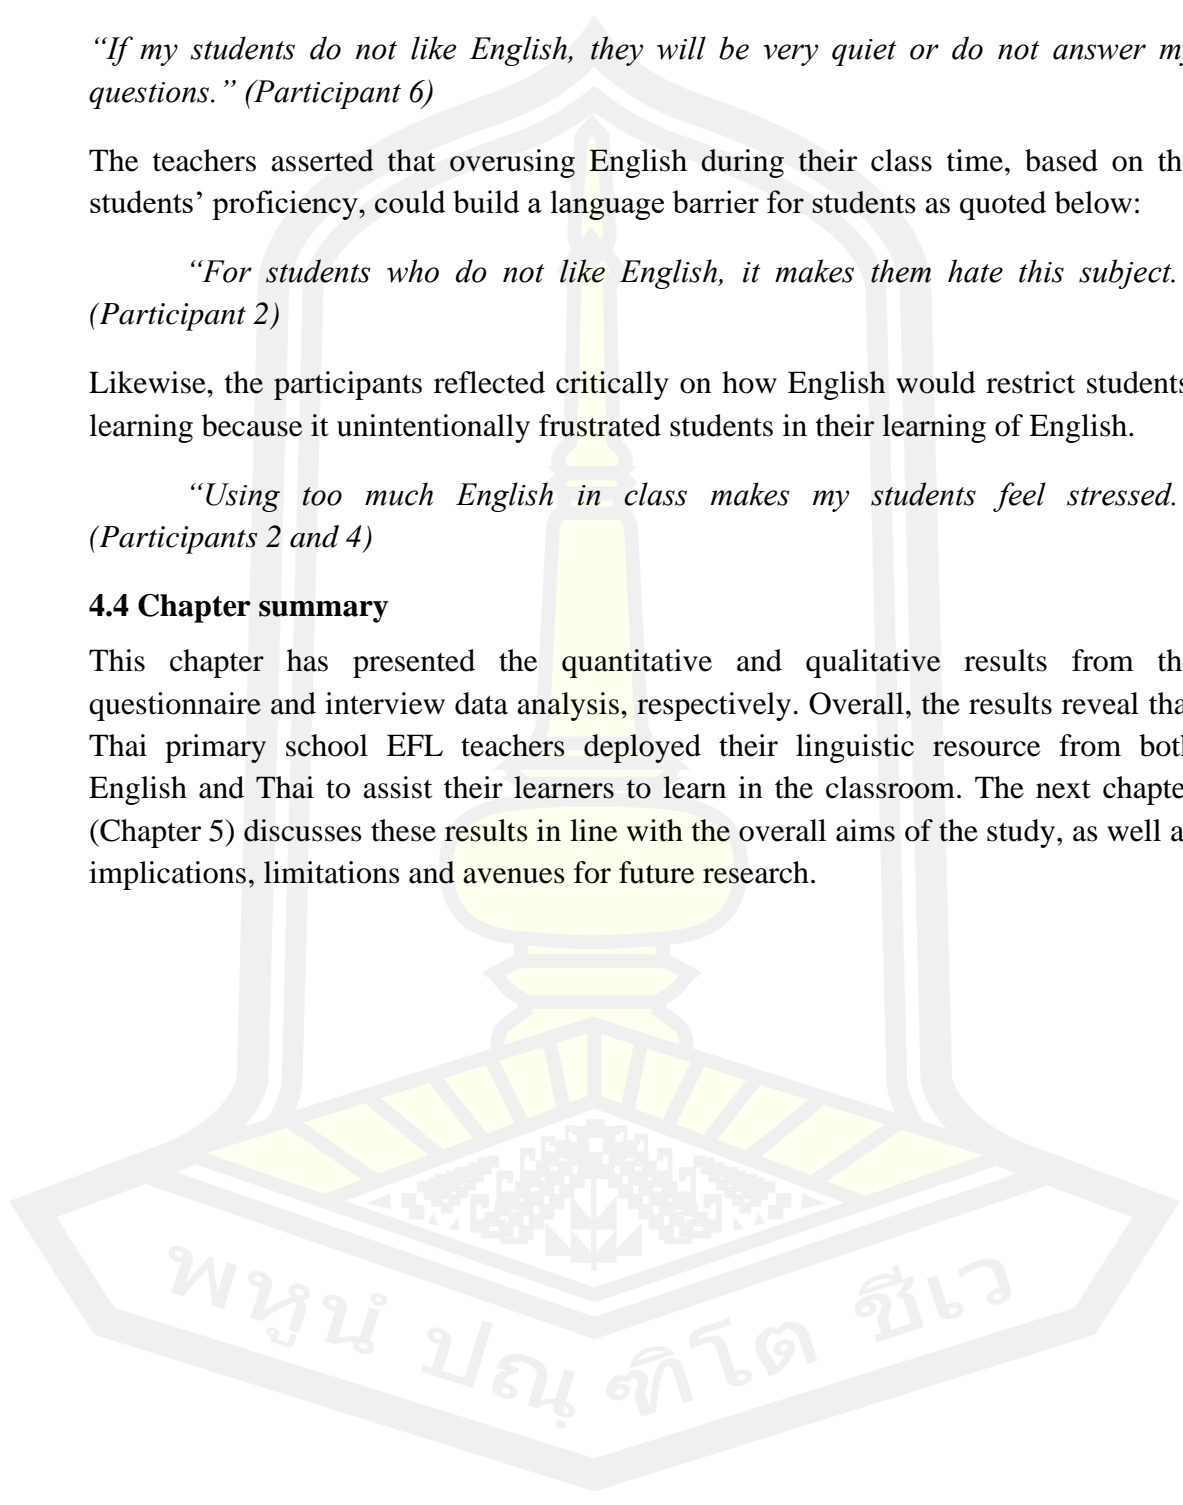 “If my students do not like English, they will be very quiet or do not answer my
questions.” (Participant 6)
The teachers asserted that overusing English during their class time, based on th
students’ proficiency, could build a language barrier for students as quoted below:
“For students who do not like English, it makes them hate this subject.
(Participant 2)
Likewise, the participants reflected critically on how English would restrict students
learning because it unintentionally frustrated students in their learning of English.
“Using too much English in class makes my students feel stressed.
(Participants 2 and 4)
4.4 Chapter summary
This chapter has presented the quantitative and qualitative results from th
questionnaire and interview data analysis, respectively. Overall, the results reveal tha
Thai primary school EFL teachers deployed their linguistic resource from bot
English and Thai to assist their learners to learn in the classroom. The next chapte
(Chapter 5) discusses these results in line with the overall aims of the study, as well a
implications, limitations and avenues for future research.
พหูนํ ปณฺ ฑิโต ชีเว